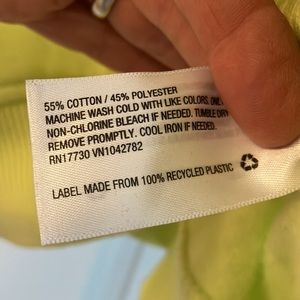 55% COTTON / 45% POLYESTER
MACHINE WASH COLD WITH LIKE COLORS, ONE
NON-CHLORINE BLEACH IF NEEDED. TUMBLE DRY
REMOVE PROMPTLY. COOL IRON IF NEEDED.
RN17730 VN1042782
LABEL MADE FROM 100% RECYCLED PLASTIC